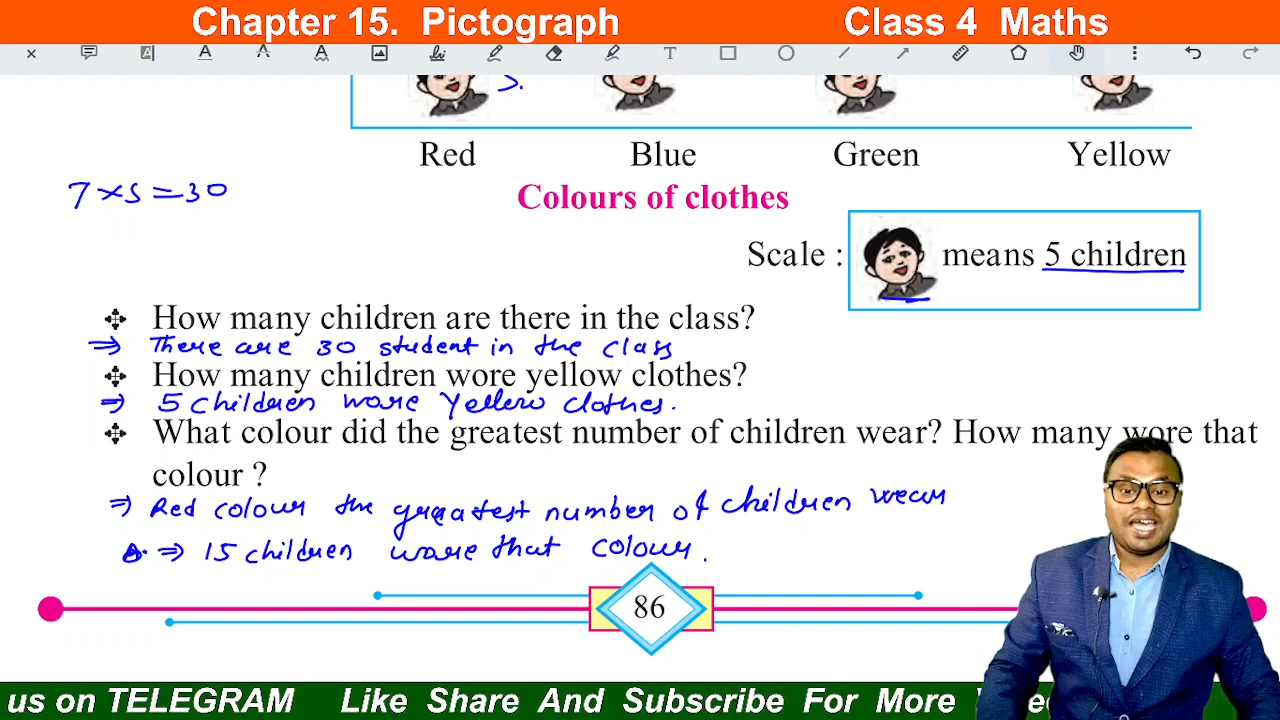 Chapter 15. Pictograph Class 4 Maths
5.
Red Blue Green Yellow
7 × 5 = 30
Colours of clothes
Scale : means 5 children
How many children are there in the class?
⇒ There are 30 student in the class
How many children wore yellow clothes?
⇒ 5 children wore Yellow clothes.
What colour did the greatest number of children wear? How many wore that
colour ?
⇒ Red colour the greatest number of children wear
⇒ 15 children wore that colour.
86
us on TELEGRAM Like Share And Subscribe For More